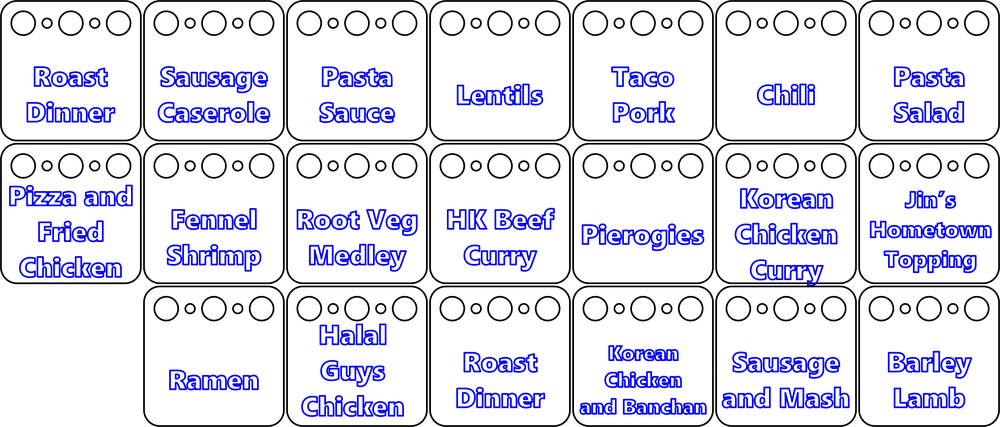 Roast
Dinner
Sausage
Caserole
Pasta
Sauce
Lentils
Taco
Pork
Chili
Pasta
Salad
Pizza and
Fried
Chicken
Fennel
Shrimp
Root Veg
Medley
HK Beef
Curry
Pierogies
Korean
Chicken
Curry
Jin’s
Hometown
Topping
Ramen
Halal
Guys
Chicken
Roast
Dinner
Korean
Chicken
and Banchan
Sausage
and Mash
Barley
Lamb